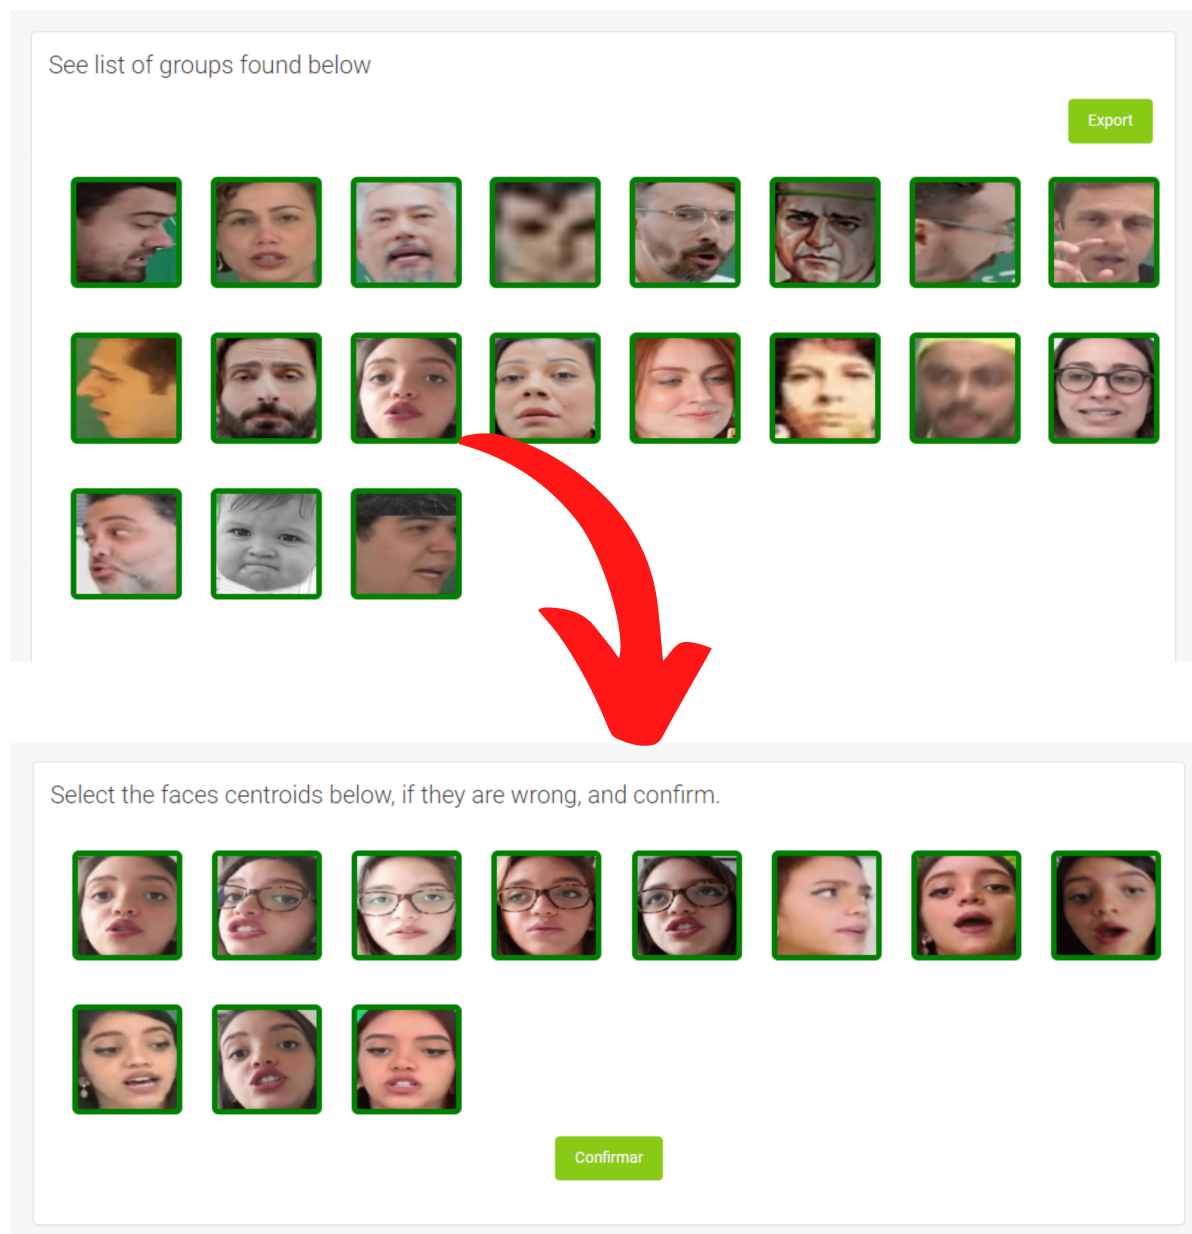 See list of groups found below
Export
Select the faces centroids below, if they are wrong, and confirm.
Confirmar